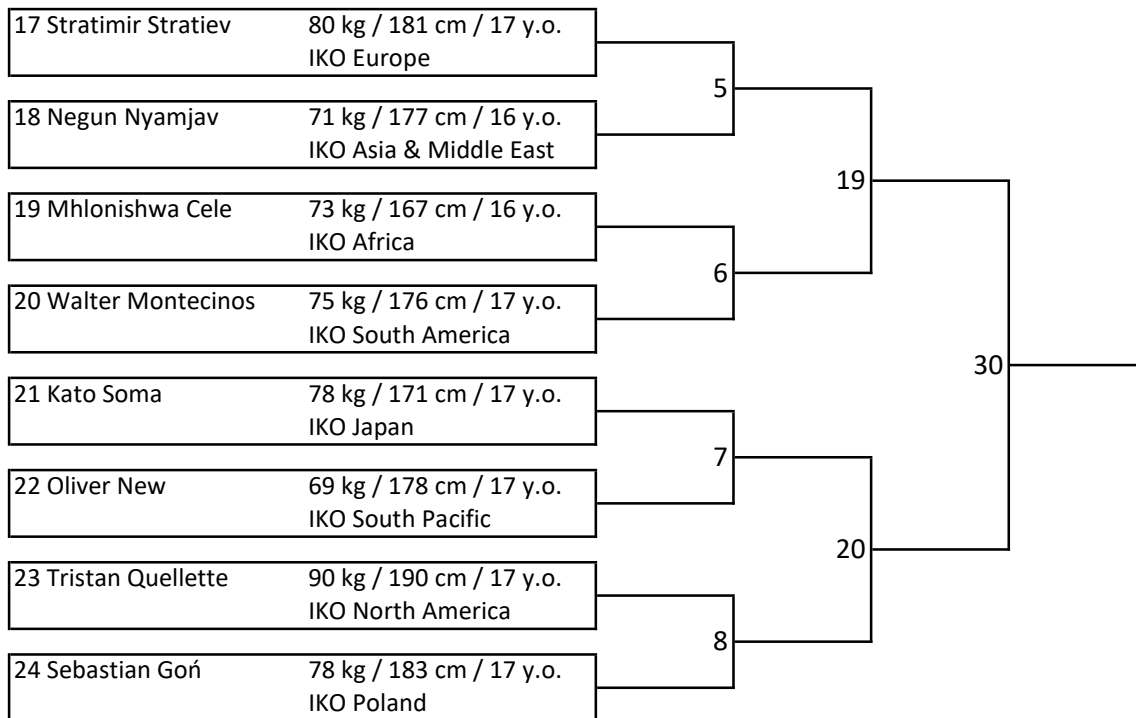 17 Stratimir Stratiev 80 kg / 181 cm / 17 y.o.
IKO Europe
5
18 Negun Nyamjav 71 kg / 177 cm / 16 y.o.
IKO Asia & Middle East
19
19 Mhlonishwa Cele 73 kg / 167 cm / 16 y.o.
IKO Africa
6
20 Walter Montecinos 75 kg / 176 cm / 17 y.o.
IKO South America
30
21 Kato Soma 78 kg / 171 cm / 17 y.o.
IKO Japan
7
22 Oliver New 69 kg / 178 cm / 17 y.o.
IKO South Pacific
20
23 Tristan Quellette 90 kg / 190 cm / 17 y.o.
IKO North America
8
24 Sebastian Goń 78 kg / 183 cm / 17 y.o.
IKO Poland